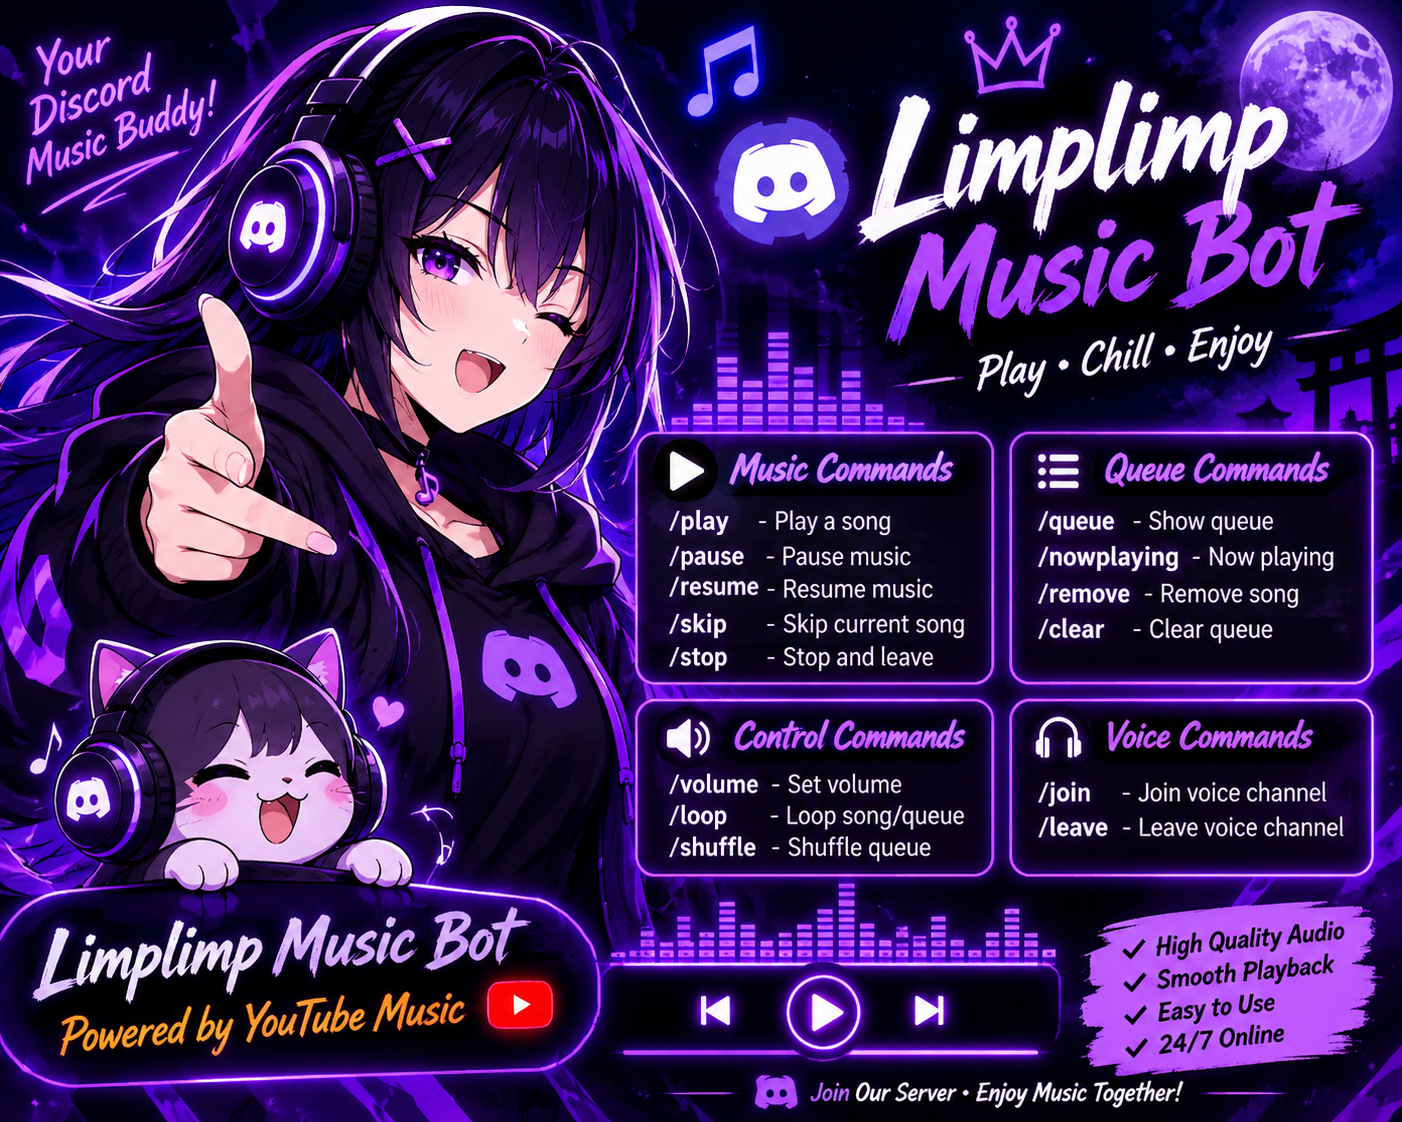 Your
Discord
Music Buddy!
Limplimp
Music Bot
Play • Chill • Enjoy
Music Commands
/play - Play a song
/pause - Pause music
/resume - Resume music
/skip - Skip current song
/stop - Stop and leave
Queue Commands
/queue - Show queue
/nowplaying - Now playing
/remove - Remove song
/clear - Clear queue
Control Commands
/volume - Set volume
/loop - Loop song/queue
/shuffle - Shuffle queue
Voice Commands
/join - Join voice channel
/leave - Leave voice channel
Limplimp Music Bot
Powered by YouTube Music
High Quality Audio
Smooth Playback
Easy to Use
24/7 Online
Join Our Server • Enjoy Music Together!